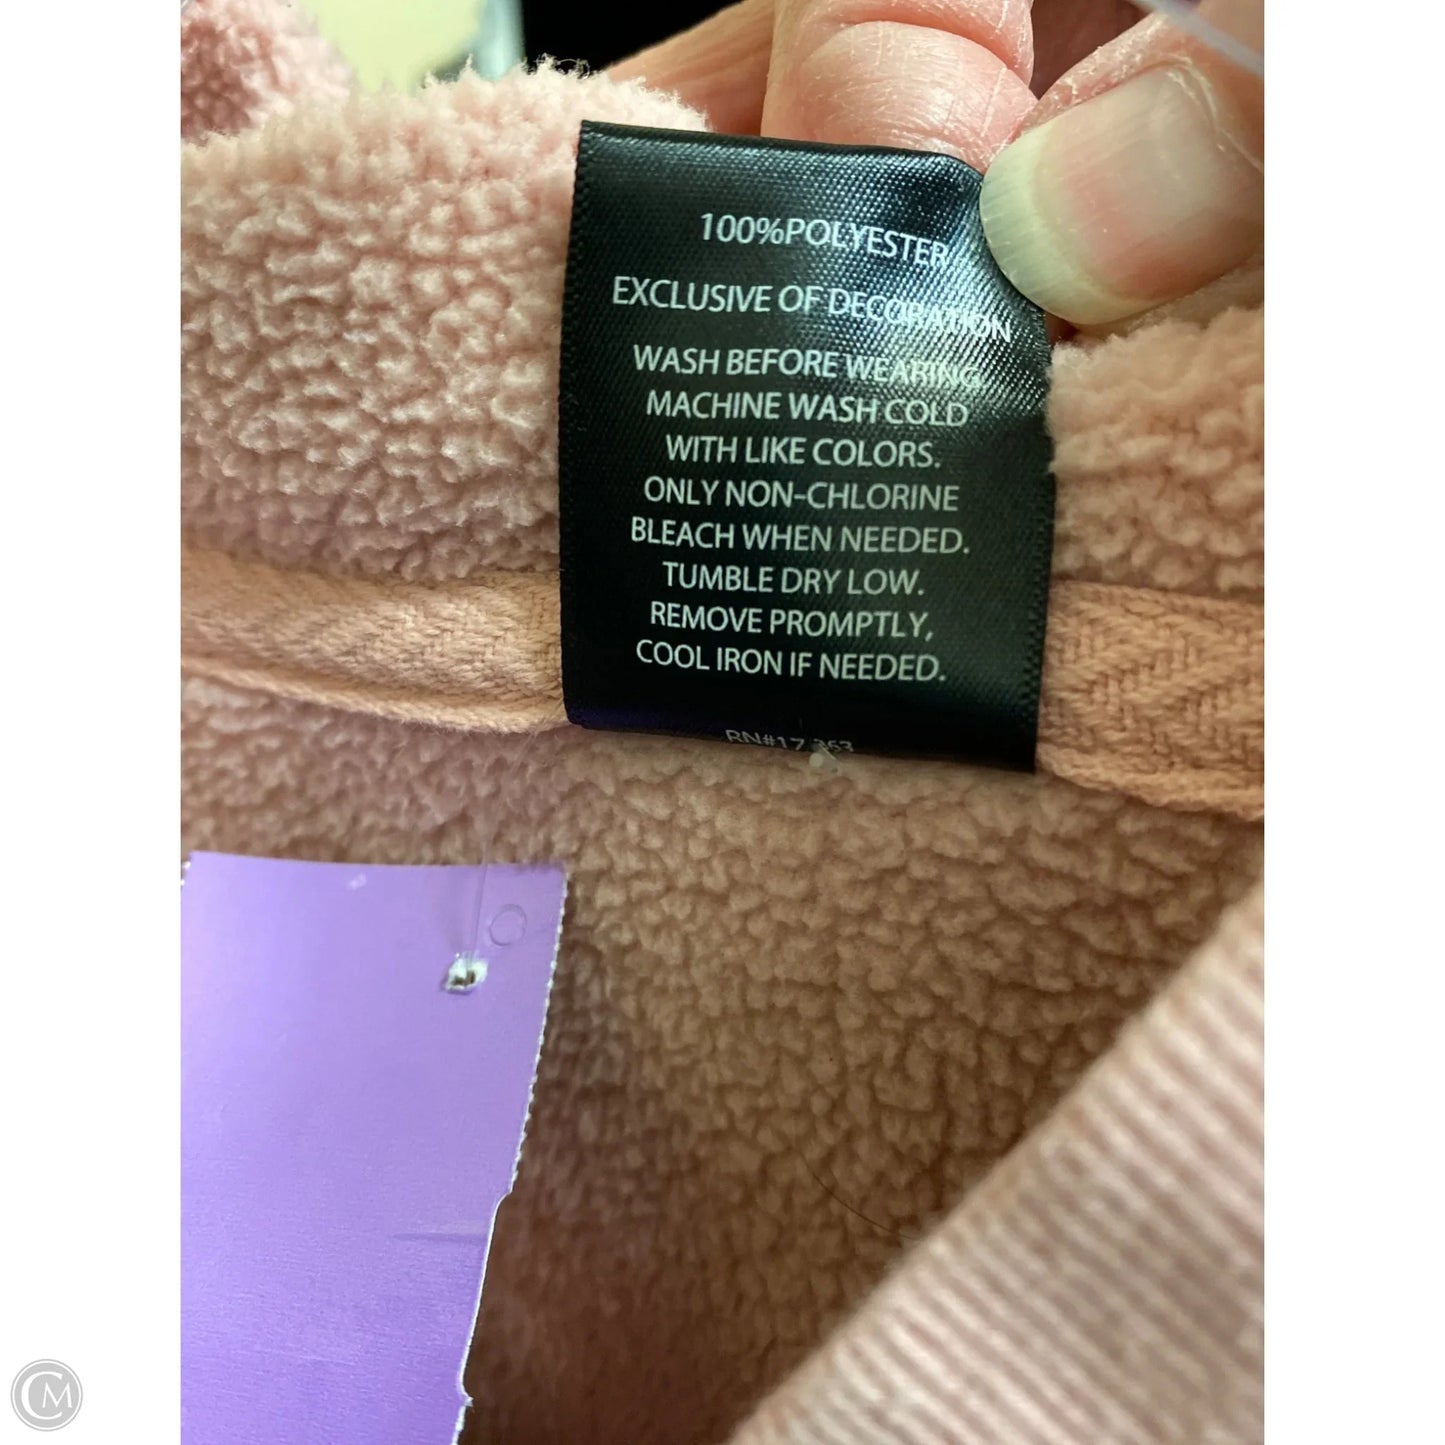 100%POLYESTER
EXCLUSIVE OF DECORATION
WASH BEFORE WEARING,
MACHINE WASH COLD
WITH LIKE COLORS.
ONLY NON-CHLORINE
BLEACH WHEN NEEDED.
TUMBLE DRY LOW.
REMOVE PROMPTLY,
COOL IRON IF NEEDED.
CM